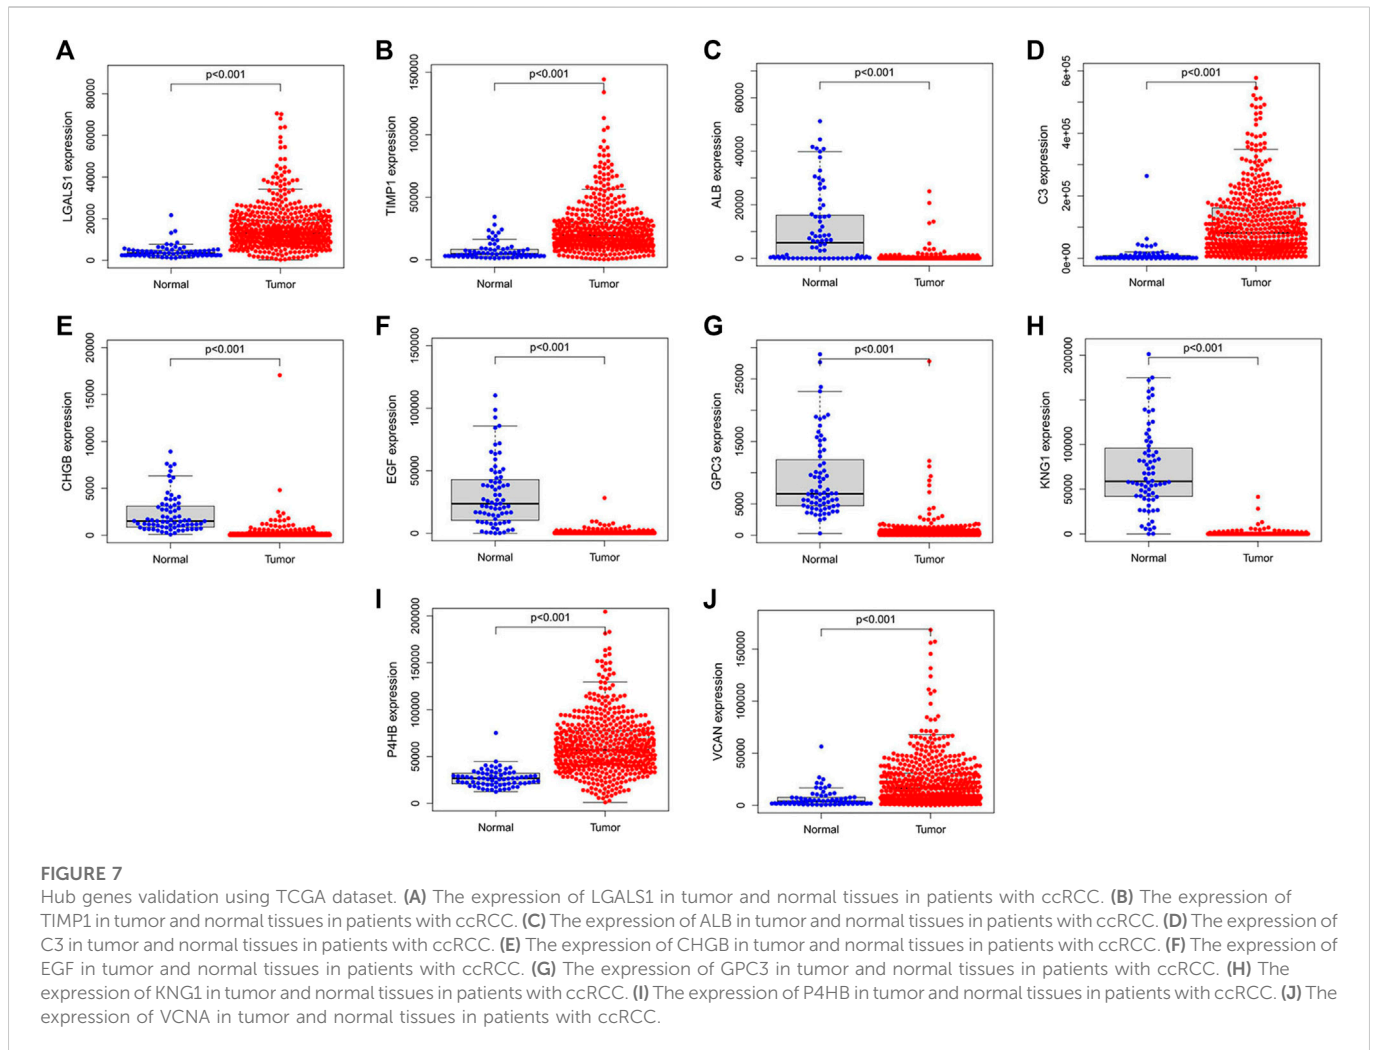 A
p<0.001
LGALS1 expression
80000
60000
40000
20000
0
Normal Tumor
B
p<0.001
TIMP1 expression
150000
100000
50000
0
Normal Tumor
C
p<0.001
ALB expression
60000
40000
20000
0
Normal Tumor
D
p<0.001
C3 expression
6e+05
4e+05
2e+05
0e+00
Normal Tumor
E
p<0.001
CHGB expression
20000
15000
10000
5000
0
Normal Tumor
F
p<0.001
EGF expression
150000
100000
50000
0
Normal Tumor
G
p<0.001
GPC3 expression
25000
15000
5000
0
Normal Tumor
H
p<0.001
KNG1 expression
200000
100000
50000
0
Normal Tumor
I
p<0.001
P4HB expression
200000
150000
100000
50000
0
Normal Tumor
J
p<0.001
VCAN expression
150000
100000
50000
0
Normal Tumor
FIGURE 7
Hub genes validation using TCGA dataset. (A) The expression of LGALS1 in tumor and normal tissues in patients with ccRCC. (B) The expression of
TIMP1 in tumor and normal tissues in patients with ccRCC. (C) The expression of ALB in tumor and normal tissues in patients with ccRCC. (D) The expression of
C3 in tumor and normal tissues in patients with ccRCC. (E) The expression of CHGB in tumor and normal tissues in patients with ccRCC. (F) The expression of
EGF in tumor and normal tissues in patients with ccRCC. (G) The expression of GPC3 in tumor and normal tissues in patients with ccRCC. (H) The
expression of KNG1 in tumor and normal tissues in patients with ccRCC. (I) The expression of P4HB in tumor and normal tissues in patients with ccRCC. (J) The
expression of VCNA in tumor and normal tissues in patients with ccRCC.